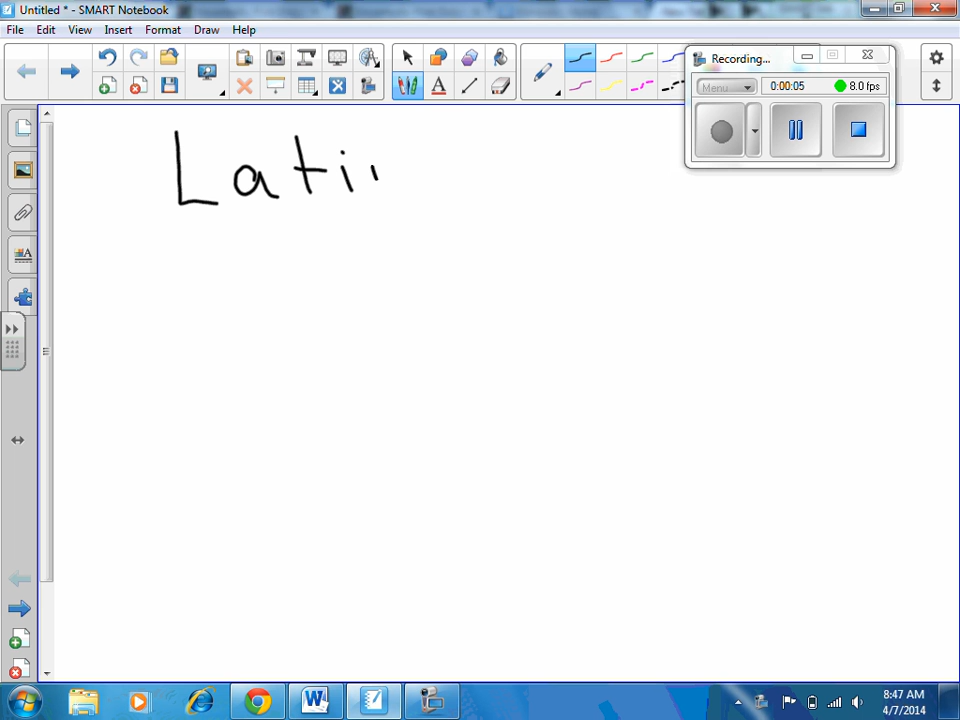 Untitled * - SMART Notebook
File Edit View Insert Format Draw Help
Recording...
Menu 0:00:05 8.0 fps
Lati
8:47 AM
4/7/2014